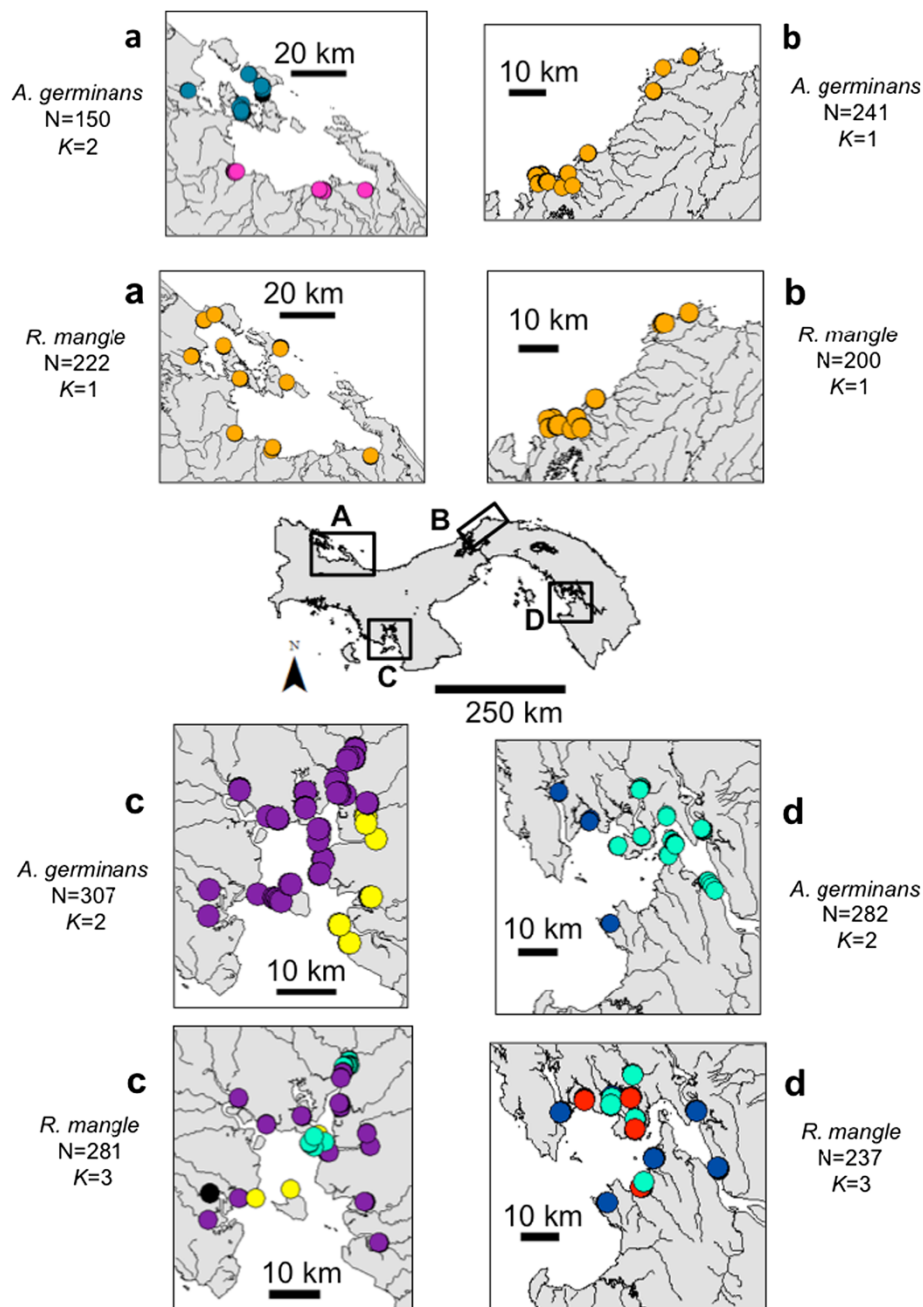 a
A. germinans
N=150
K=2
20 km
b
A. germinans
N=241
K=1
10 km
a
R. mangle
N=222
K=1
20 km
b
R. mangle
N=200
K=1
10 km
A
B
C
D
N
250 km
c
A. germinans
N=307
K=2
10 km
d
A. germinans
N=282
K=2
10 km
c
R. mangle
N=281
K=3
10 km
d
R. mangle
N=237
K=3
10 km